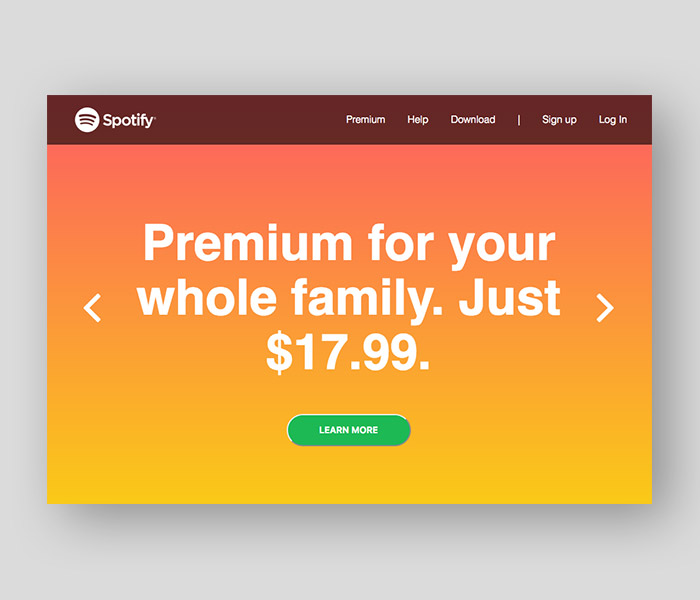 Spotify®
Premium Help Download | Sign up Log In
Premium for your
whole family. Just
$17.99.
LEARN MORE